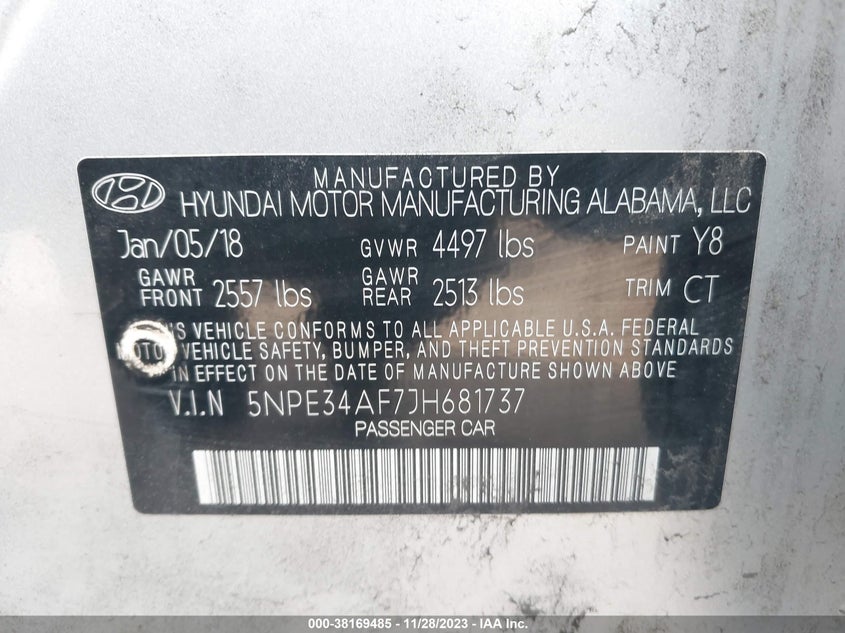 MANUFACTURED BY
HYUNDAI MOTOR MANUFACTURING ALABAMA, LLC
Jan/05/18 GVWR 4497 lbs PAINT Y8
GAWR FRONT 2557 lbs GAWR REAR 2513 lbs TRIM CT
VEHICLE CONFORMS TO ALL APPLICABLE U.S.A. FEDERAL
VEHICLE SAFETY, BUMPER, AND THEFT PREVENTION STANDARDS
IN EFFECT ON THE DATE OF MANUFACTURE SHOWN ABOVE
V.I.N 5NPE34AF7JH681737
PASSENGER CAR
000-38169485 - 11/28/2023 - IAA Inc.